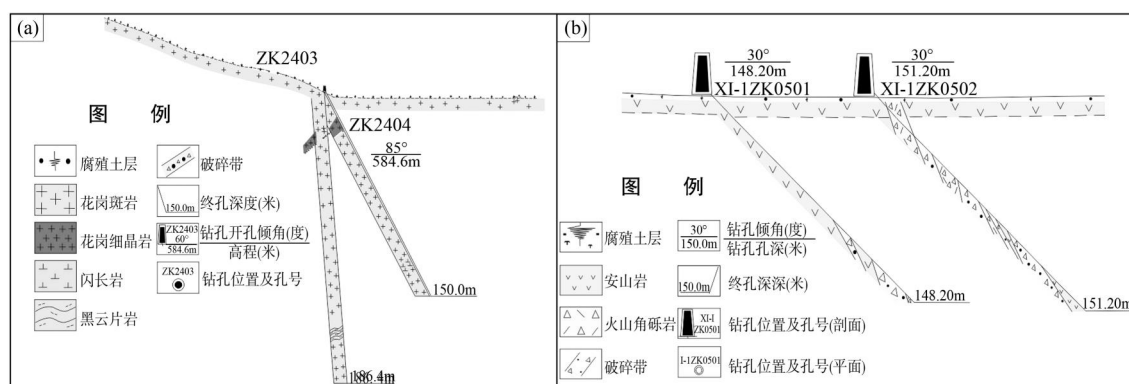 (a)
ZK2403
ZK2404
85°
584.6m
图 例
腐殖土层
破碎带
花岗斑岩
150.0m
终孔深度(米)
花岗细晶岩
ZK2403
60°
584.6m
钻孔开孔倾角(度)
高程(米)
闪长岩
ZK2403
钻孔位置及孔号
黑云片岩
150.0m
186.4m
(b)
30°
148.20m
XI-1ZK0501
30°
151.20m
XI-1ZK0502
图 例
腐殖土层
30°
150.0m
钻孔倾角(度)
钻孔孔深(米)
安山岩
150.0m
终孔深深(米)
火山角砾岩
XI-I
ZK0501
钻孔位置及孔号(剖面)
破碎带
I-1ZK0501
钻孔位置及孔号(平面)
148.20m
151.20m